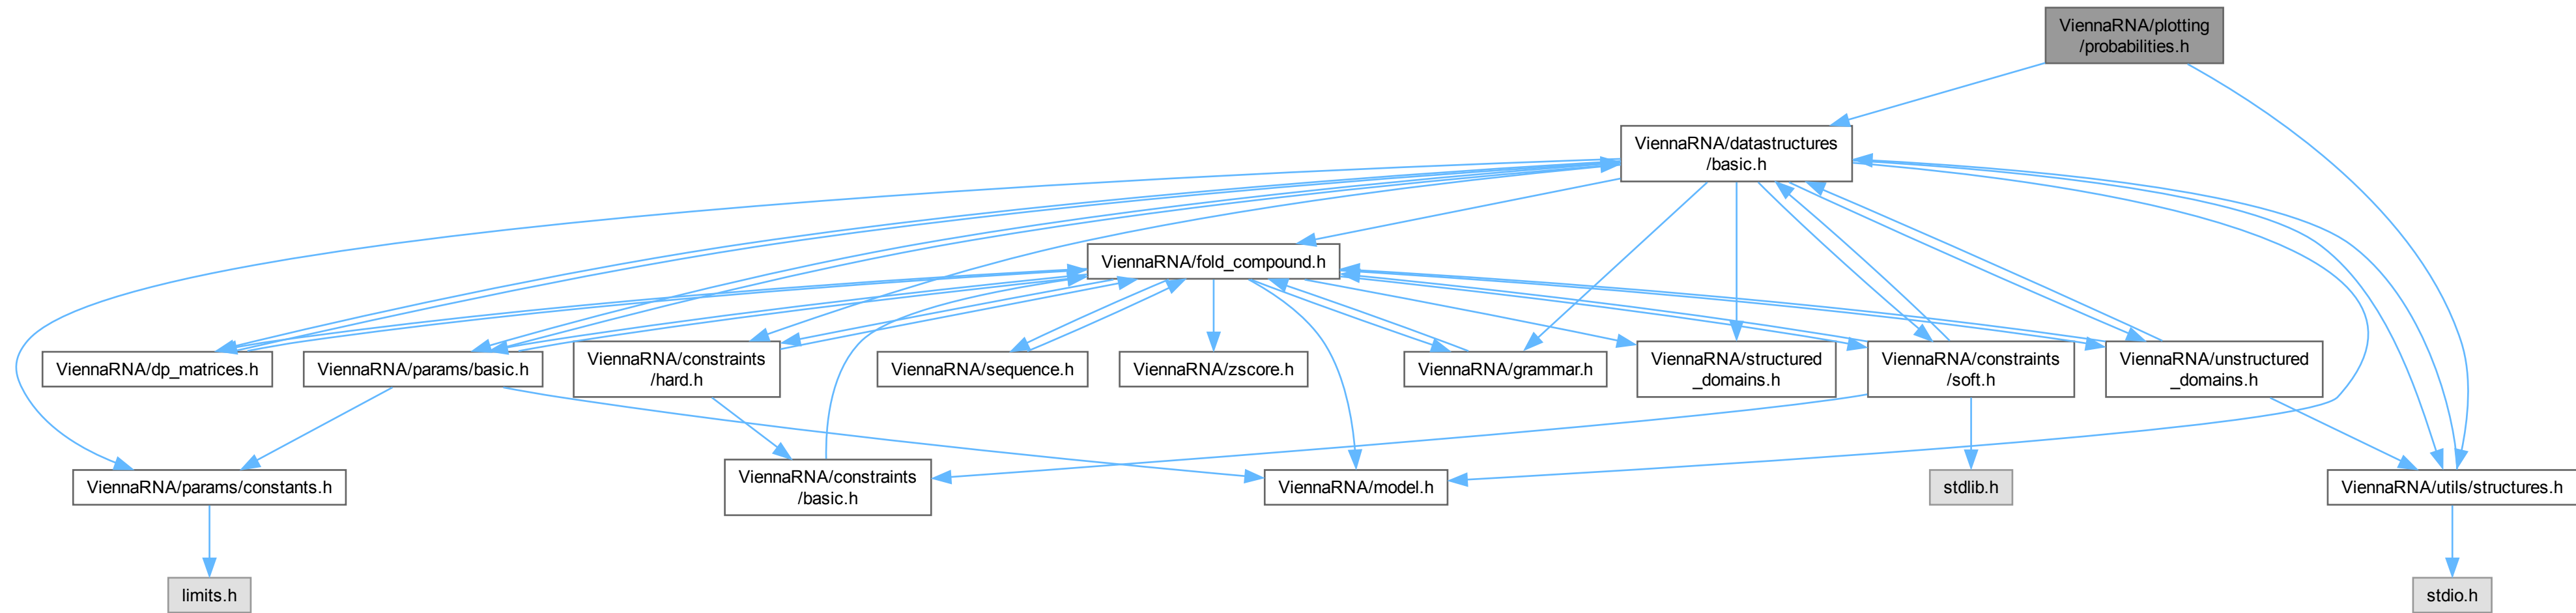 ViennaRNA/plotting
/probabilities.h
ViennaRNA/datastructures
/basic.h
ViennaRNA/fold_compound.h
ViennaRNA/dp_matrices.h
ViennaRNA/params/basic.h
ViennaRNA/constraints
/hard.h
ViennaRNA/sequence.h
ViennaRNA/zscore.h
ViennaRNA/grammar.h
ViennaRNA/structured
_domains.h
ViennaRNA/constraints
/soft.h
ViennaRNA/unstructured
_domains.h
ViennaRNA/params/constants.h
ViennaRNA/constraints
/basic.h
ViennaRNA/model.h
stdlib.h
ViennaRNA/utils/structures.h
limits.h
stdio.h